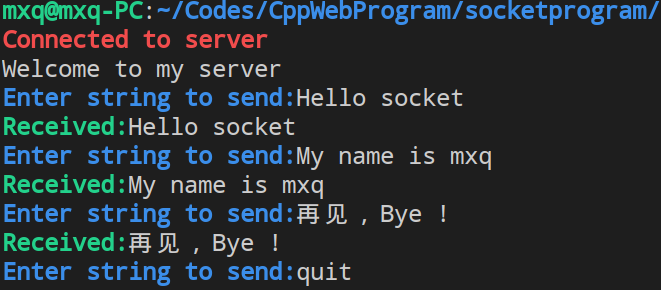 mxq@mxq-PC:~/Codes/CppWebProgram/socketprogram/
Connected to server
Welcome to my server
Enter string to send:Hello socket
Received:Hello socket
Enter string to send:My name is mxq
Received:My name is mxq
Enter string to send:再见，Bye！
Received:再见，Bye！
Enter string to send:quit